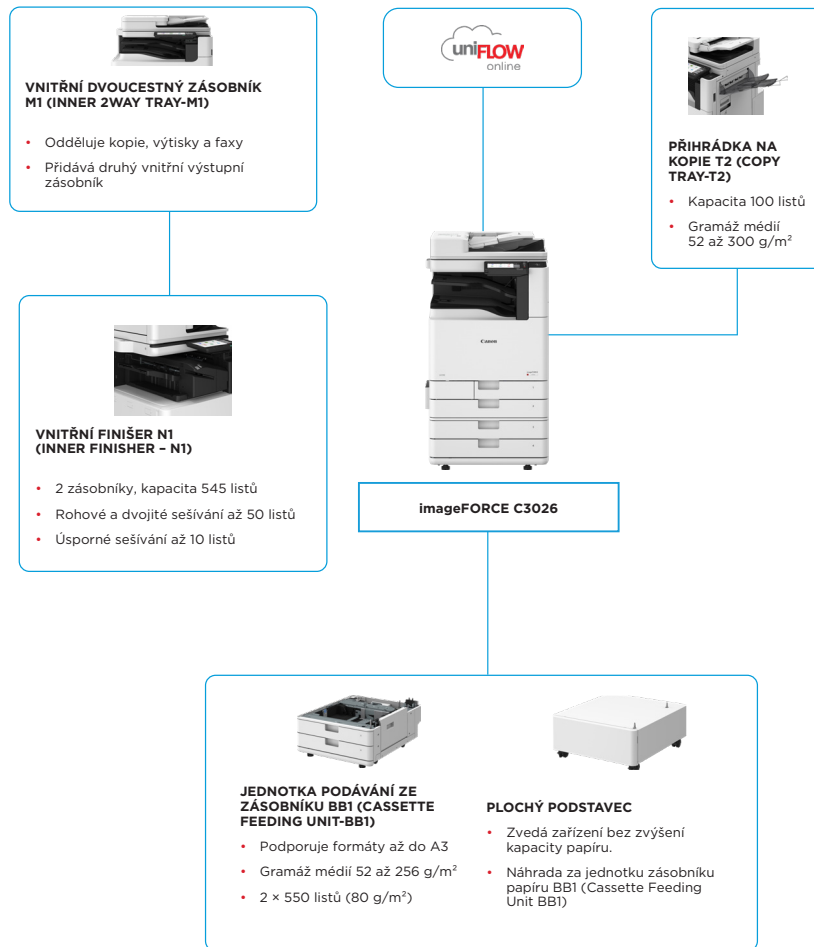 VNITŘNÍ DVOUCESTNÝ ZÁSOBNÍK
M1 (INNER 2WAY TRAY-M1)
• Odděluje kopie, výtisky a faxy
• Přidává druhý vnitřní výstupní
zásobník
uniFLOW
online
PŘIHRÁDKA NA
KOPIE T2 (COPY
TRAY-T2)
• Kapacita 100 listů
• Gramáž médií
52 až 300 g/m²
VNITŘNÍ FINIŠER N1
(INNER FINISHER – N1)
• 2 zásobníky, kapacita 545 listů
• Rohové a dvojité sešívání až 50 listů
• Úsporné sešívání až 10 listů
Canon
imageFORCE C3026
JEDNOTKA PODÁVÁNÍ ZE
ZÁSOBNÍKU BB1 (CASSETTE
FEEDING UNIT-BB1)
• Podporuje formáty až do A3
• Gramáž médií 52 až 256 g/m²
• 2 × 550 listů (80 g/m²)
PLOCHÝ PODSTAVEC
• Zvedá zařízení bez zvýšení
kapacity papíru.
• Náhrada za jednotku zásobníku
papíru BB1 (Cassette Feeding
Unit BB1)